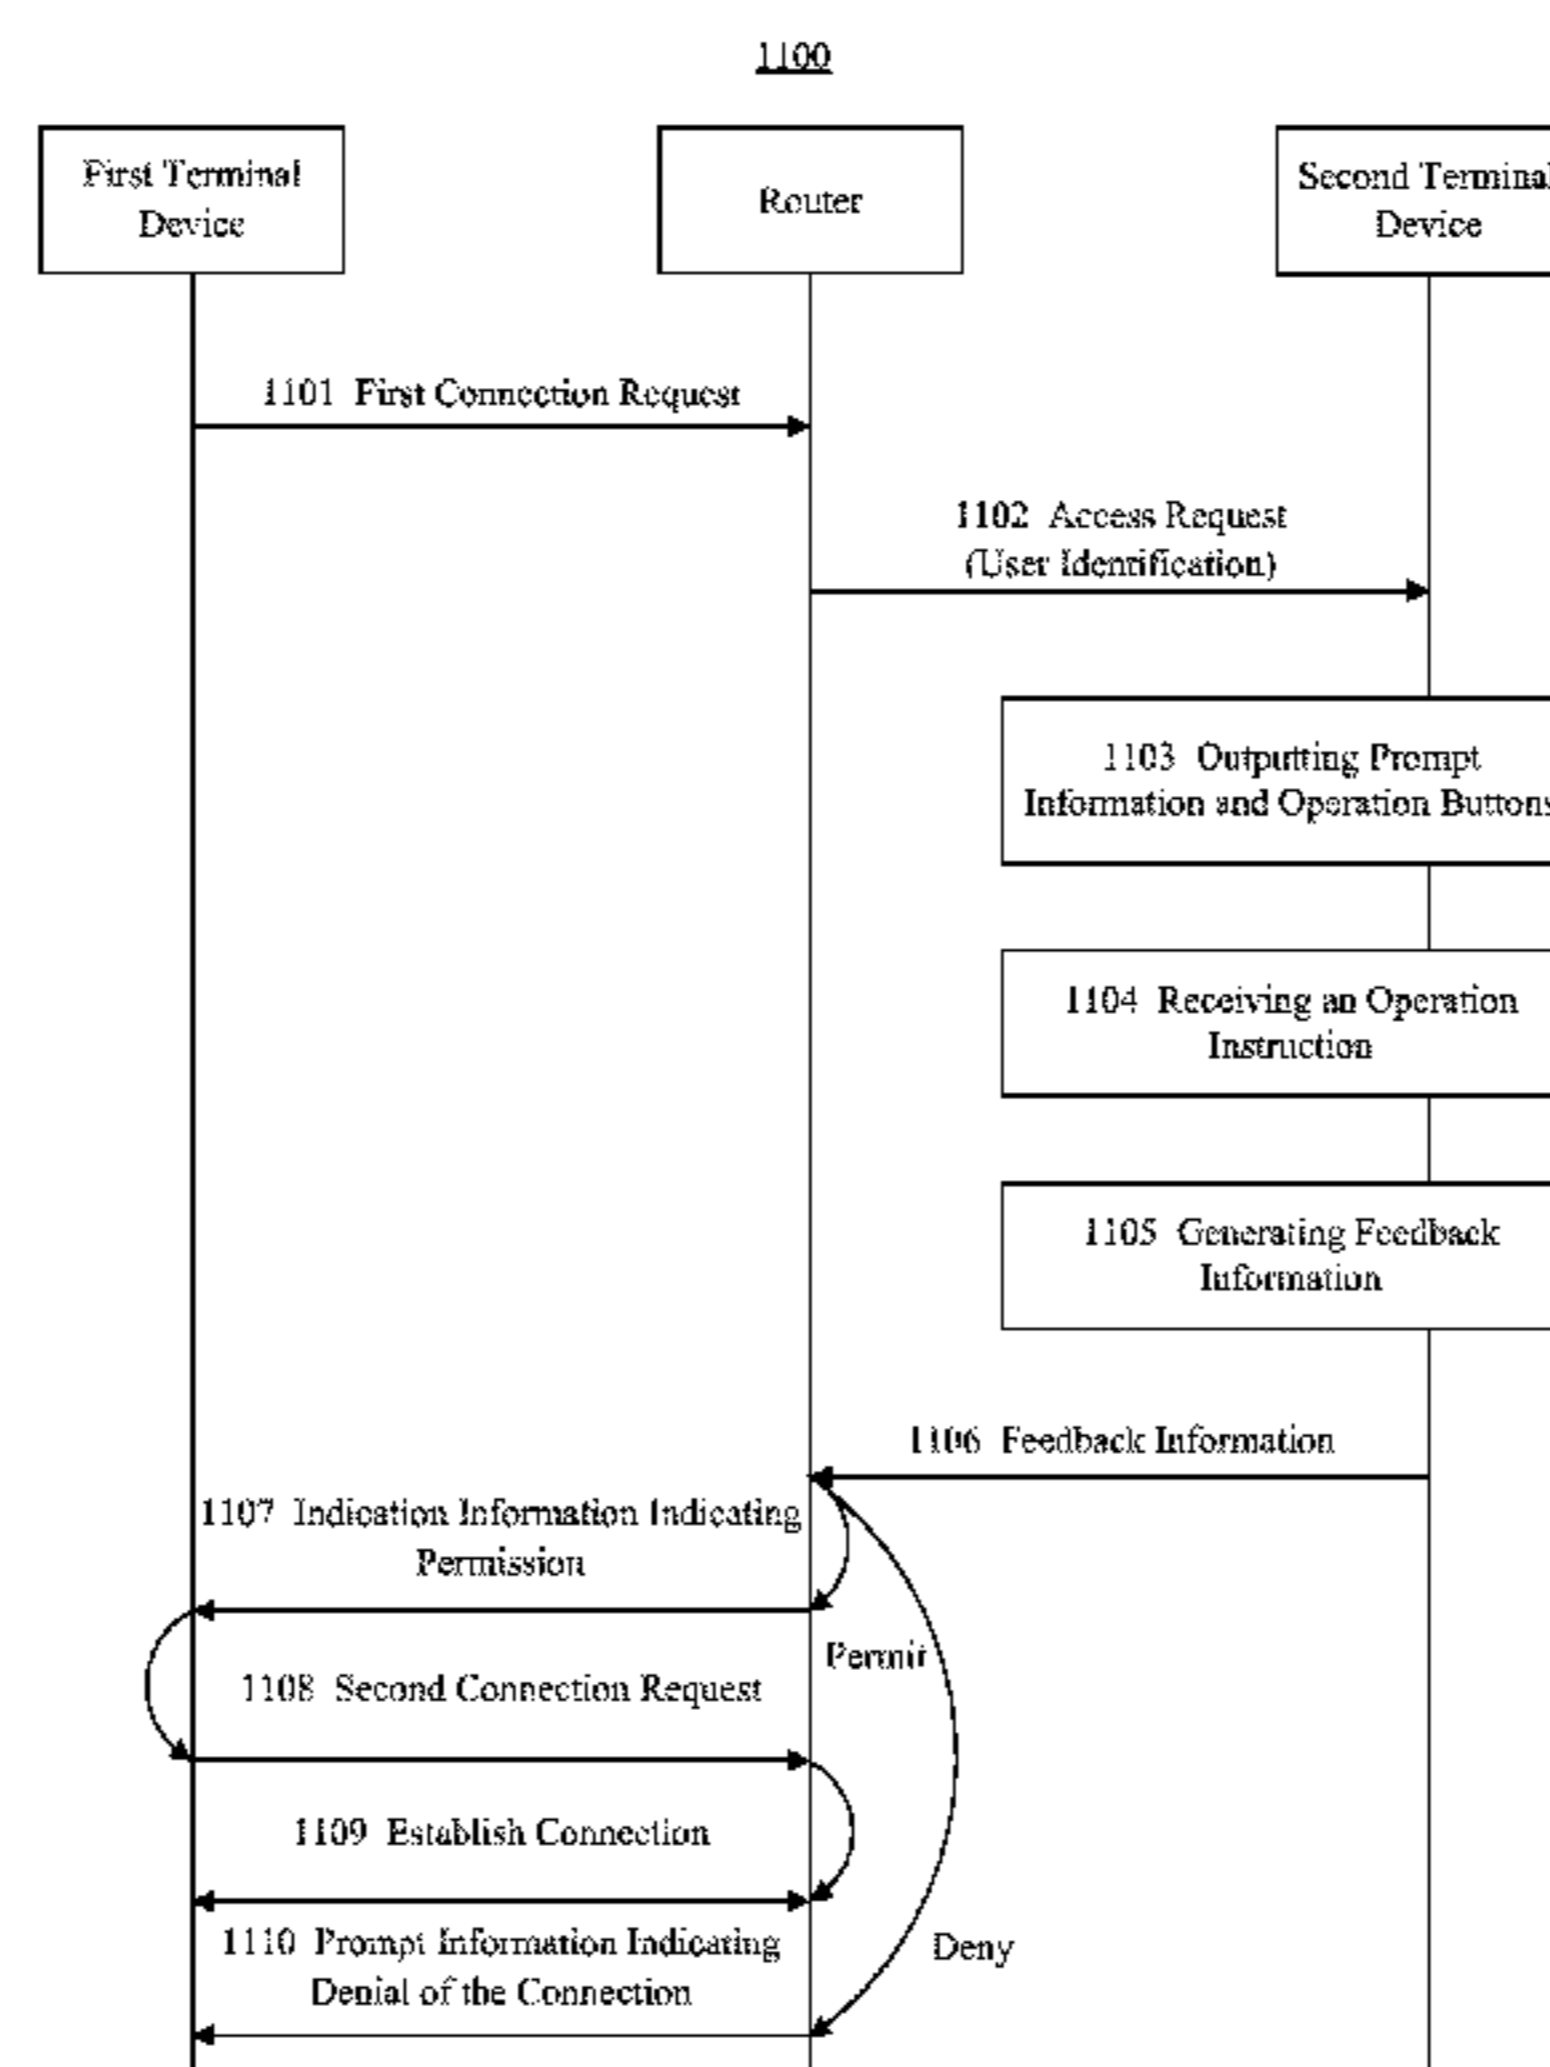 1100
First Terminal
Device
Router
Second Terminal
Device
1101 First Connection Request
1102 Access Request
(User Identification)
1103 Outputting Prompt
Information and Operation Buttons
1104 Receiving an Operation
Instruction
1105 Generating Feedback
Information
1106 Feedback Information
1107 Indication Information Indicating
Permission
Permit
1108 Second Connection Request
1109 Establish Connection
1110 Prompt Information Indicating
Denial of the Connection
Deny